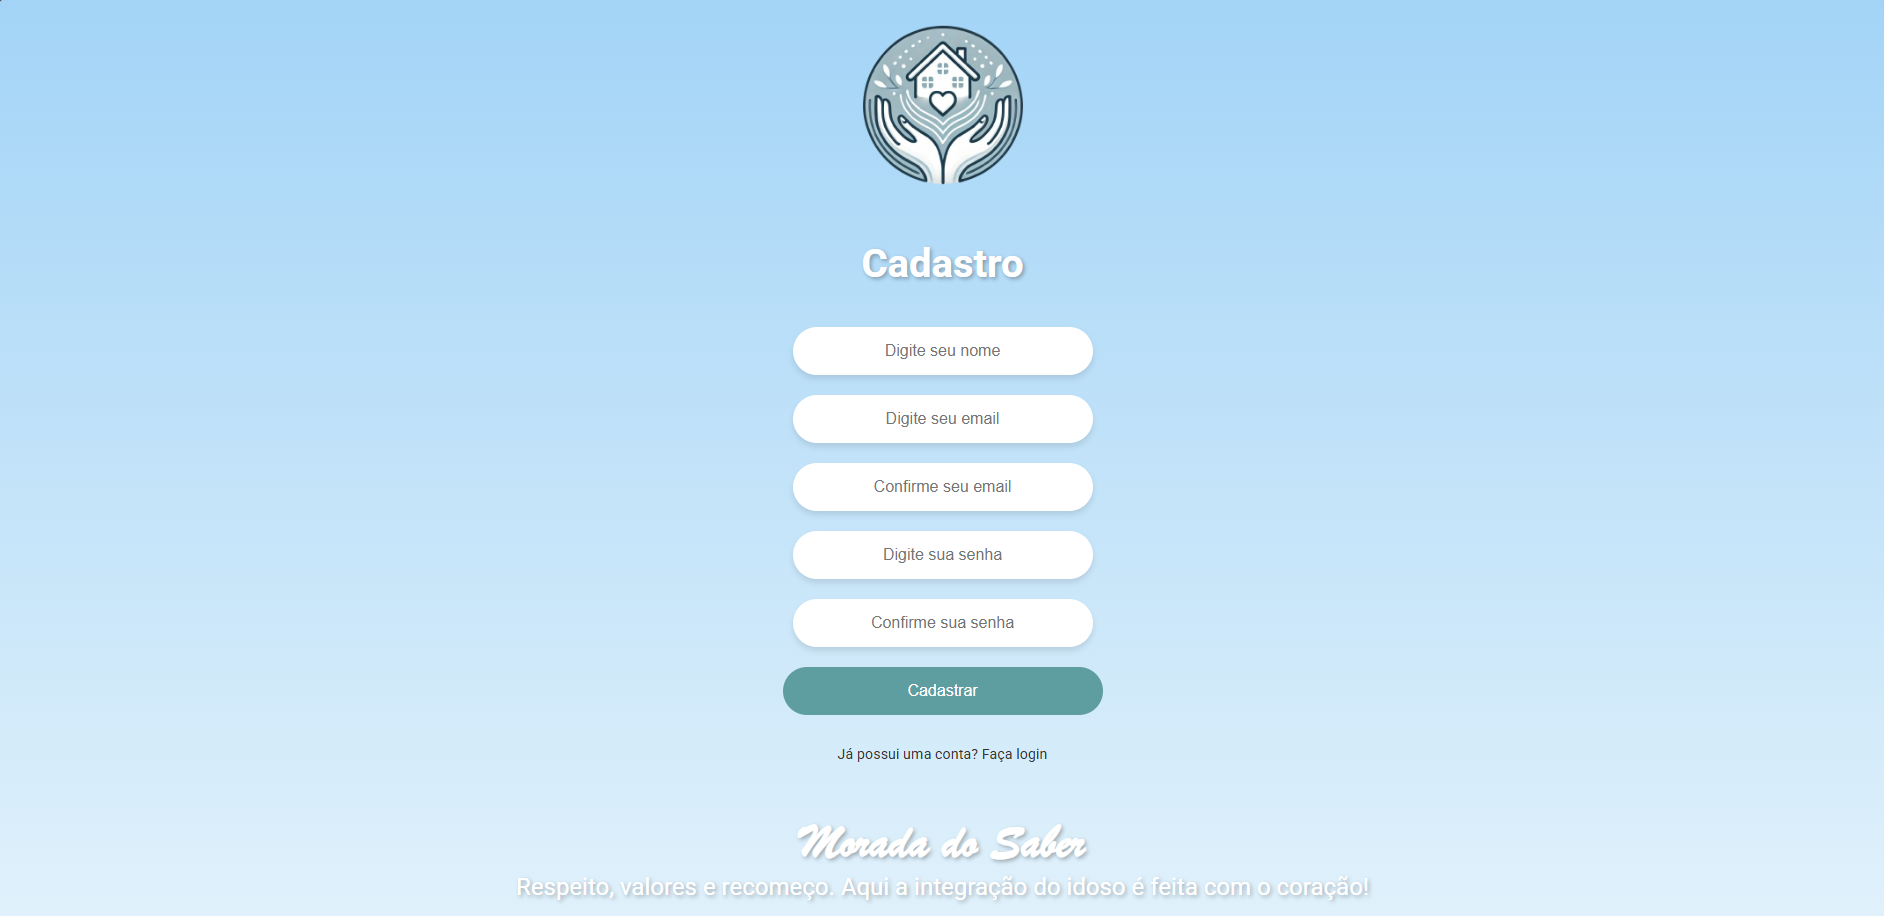 Cadastro
Digite seu nome
Digite seu email
Confirme seu email
Digite sua senha
Confirme sua senha
Cadastrar
Já possui uma conta? Faça login
Morada do Saber
Respeito, valores e recomeço. Aqui a integração do idoso é feita com o coração!